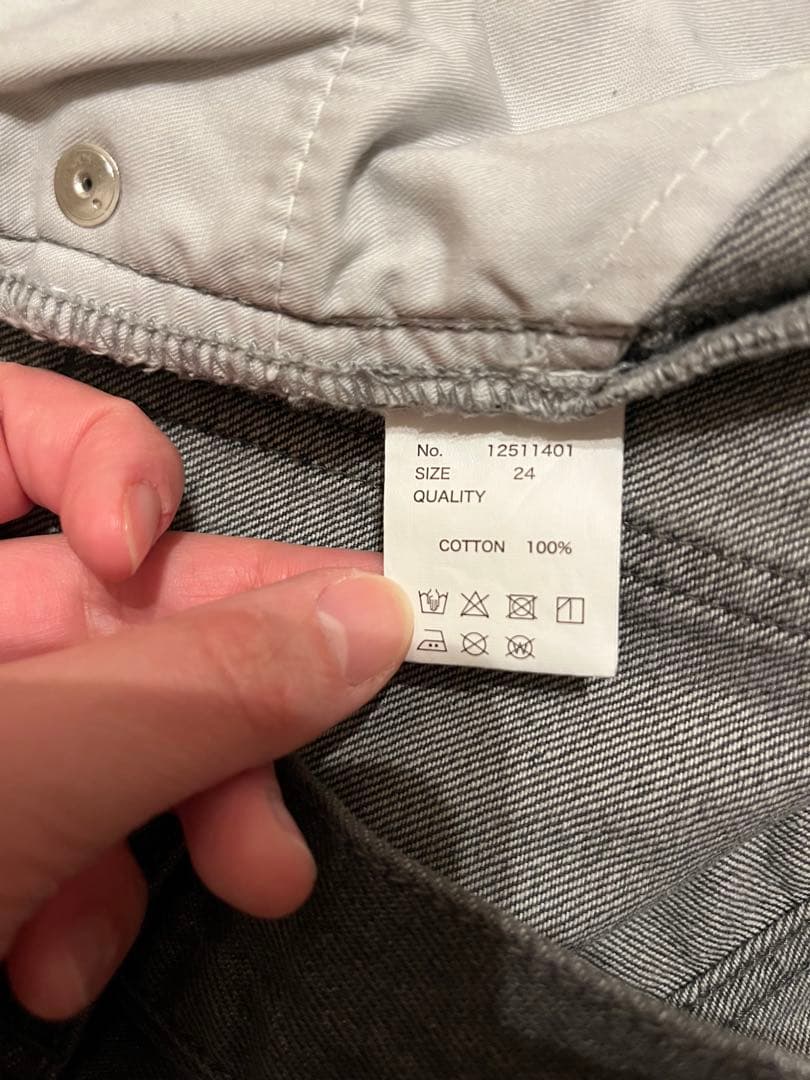 No. 12511401
SIZE 24
QUALITY
COTTON 100%
W